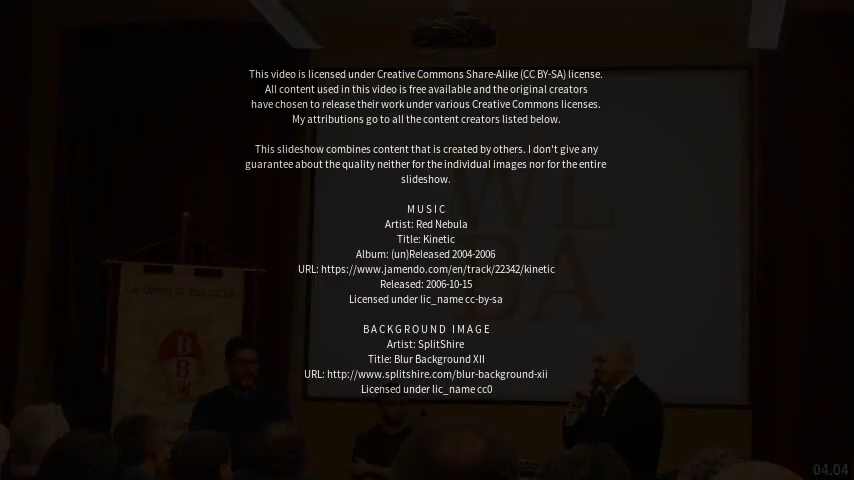 This video is licensed under Creative Commons Share-Alike (CC BY-SA) license.
All content used in this video is free available and the original creators
have chosen to release their work under various Creative Commons licenses.
My attributions go to all the content creators listed below.
This slideshow combines content that is created by others. I don't give any
guarantee about the quality neither for the individual images nor for the entire
slideshow.
MUSIC
Artist: Red Nebula
Title: Kinetic
Album: (un)Released 2004-2006
URL: https://www.jamendo.com/en/track/22342/kinetic
Released: 2006-10-15
Licensed under lic_name cc-by-sa
BACKGROUND IMAGE
Artist: SplitShire
Title: Blur Background XII
URL: http://www.splitshire.com/blur-background-xii
Licensed under lic_name cc0
04.04